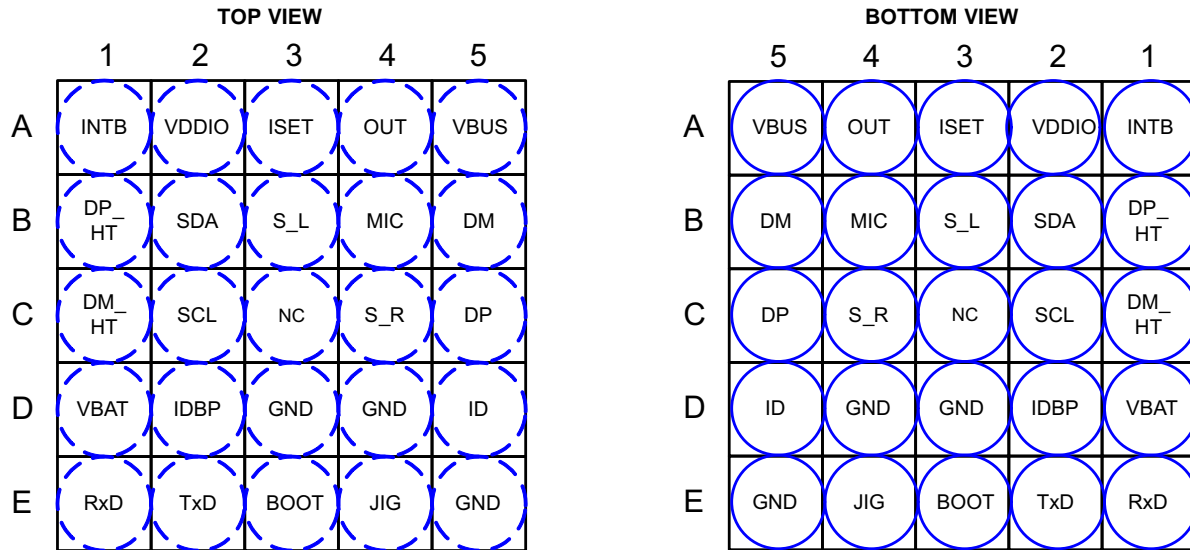 TOP VIEW
1 2 3 4 5
A INTB VDDIO ISET OUT VBUS
B DP_
HT SDA S_L MIC DM
C DM_
HT SCL NC S_R DP
D VBAT IDBP GND GND ID
E RxD TxD BOOT JIG GND
BOTTOM VIEW
5 4 3 2 1
A VBUS OUT ISET VDDIO INTB
B DM MIC S_L SDA DP_
HT
C DP S_R NC SCL DM_
HT
D ID GND GND IDBP VBAT
E GND JIG BOOT TxD RxD